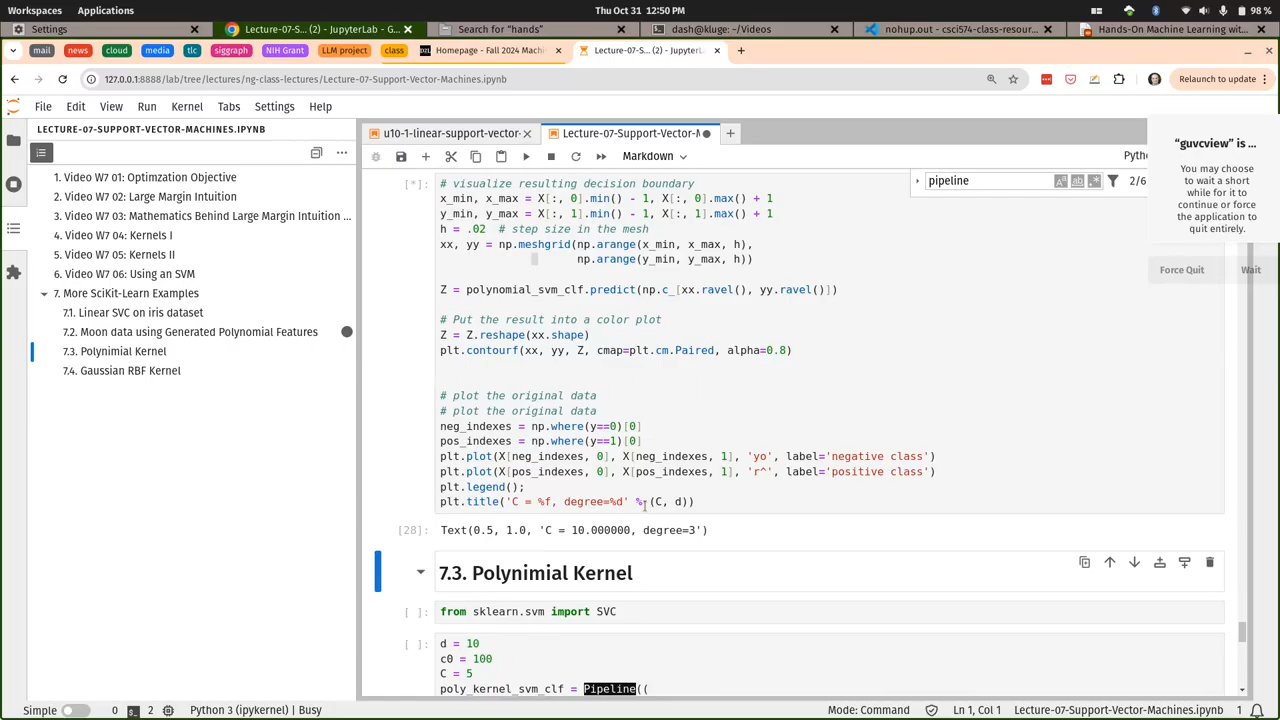 Workspaces
Applications
Thu Oct 31 12:50 PM
98 %
Settings
Lecture-07-S... (2) - JupyterLab - G...
Search for “hands”
dash@kluge: ~/Videos
nohup.out - csci574-class-resour...
Hands-On Machine Learning wit...
mail
news
cloud
media
tlc
siggraph
NIH Grant
LLM project
class
Homepage - Fall 2024 Machin...
Lecture-07-S... (2) - JupyterLab
127.0.0.1:8888/lab/tree/lectures/ng-class-lectures/Lecture-07-Support-Vector-Machines.ipynb
Relaunch to update
File Edit View Run Kernel Tabs Settings Help
LECTURE-07-SUPPORT-VECTOR-MACHINES.IPYNB
1. Video W7 01: Optimzation Objective
2. Video W7 02: Large Margin Intuition
3. Video W7 03: Mathematics Behind Large Margin Intuition ...
4. Video W7 04: Kernels I
5. Video W7 05: Kernels II
6. Video W7 06: Using an SVM
7. More SciKit-Learn Examples
7.1. Linear SVC on iris dataset
7.2. Moon data using Generated Polynomial Features
7.3. Polynimial Kernel
7.4. Gaussian RBF Kernel
u10-1-linear-support-vector-
Lecture-07-Support-Vector-M
Markdown
Pytho
pipeline
2/6
“guvcview” is ...
You may choose
to wait a short
while for it to
continue or force
the application to
quit entirely.
Force Quit
Wait
[*]:
# visualize resulting decision boundary
x_min, x_max = X[:, 0].min() - 1, X[:, 0].max() + 1
y_min, y_max = X[:, 1].min() - 1, X[:, 1].max() + 1
h = .02  # step size in the mesh
xx, yy = np.meshgrid(np.arange(x_min, x_max, h),
np.arange(y_min, y_max, h))
Z = polynomial_svm_clf.predict(np.c_[xx.ravel(), yy.ravel()])
# Put the result into a color plot
Z = Z.reshape(xx.shape)
plt.contourf(xx, yy, Z, cmap=plt.cm.Paired, alpha=0.8)
# plot the original data
# plot the original data
neg_indexes = np.where(y==0)[0]
pos_indexes = np.where(y==1)[0]
plt.plot(X[neg_indexes, 0], X[neg_indexes, 1], 'yo', label='negative class')
plt.plot(X[pos_indexes, 0], X[pos_indexes, 1], 'r^', label='positive class')
plt.legend();
plt.title('C = %f, degree=%d' % (C, d))
[28]: Text(0.5, 1.0, 'C = 10.000000, degree=3')
7.3. Polynimial Kernel
[ ]: from sklearn.svm import SVC
[ ]: d = 10
c0 = 100
C = 5
poly_kernel_svm_clf = Pipeline((
Simple
0
2
Python 3 (ipykernel) | Busy
Mode: Command
Ln 1, Col 1
Lecture-07-Support-Vector-Machines.ipynb
1